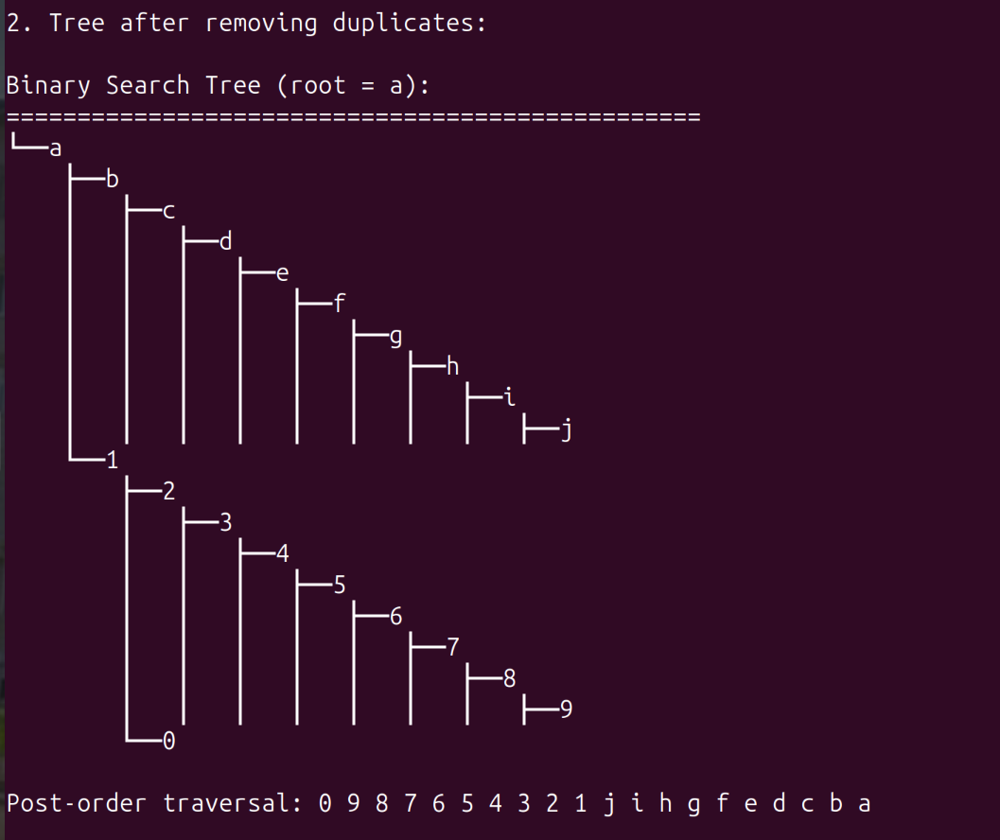 2. Tree after removing duplicates:
Binary Search Tree (root = a):
=================================================
└──a
    ├──b
    │   ├──c
    │   │   ├──d
    │   │   │   ├──e
    │   │   │   │   ├──f
    │   │   │   │   │   ├──g
    │   │   │   │   │   │   ├──h
    │   │   │   │   │   │   │   ├──i
    │   │   │   │   │   │   │   │   ├──j
    └──1
        ├──2
        │   ├──3
        │   │   ├──4
        │   │   │   ├──5
        │   │   │   │   ├──6
        │   │   │   │   │   ├──7
        │   │   │   │   │   │   ├──8
        │   │   │   │   │   │   │   ├──9
        └──0
Post-order traversal: 0 9 8 7 6 5 4 3 2 1 j i h g f e d c b a